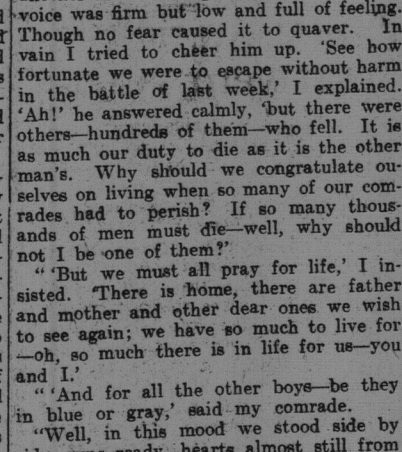 voice was firm but low and full of feeling.
Though no fear caused it to quaver. In
vain I tried to cheer him up. 'See how
fortunate we were to escape without harm
in the battle of last week,' I explained.
'Ah!' he answered calmly, 'but there were
others—hundreds of them—who fell. It is
as much our duty to die as it is the other
man's. Why should we congratulate ou-
selves on living when so many of our com-
rades had to perish? If so many thous-
ands of men must die—well, why should
not I be one of them?'
"'But we must all pray for life,' I in-
sisted. 'There is home, there are father
and mother and other dear ones we wish
to see again; we have so much to live for
—oh, so much there is in life for us—you
and I.'
"'And for all the other boys—be they
in blue or gray,' said my comrade.
"Well, in this mood we stood side by
ready, hearts almost still from